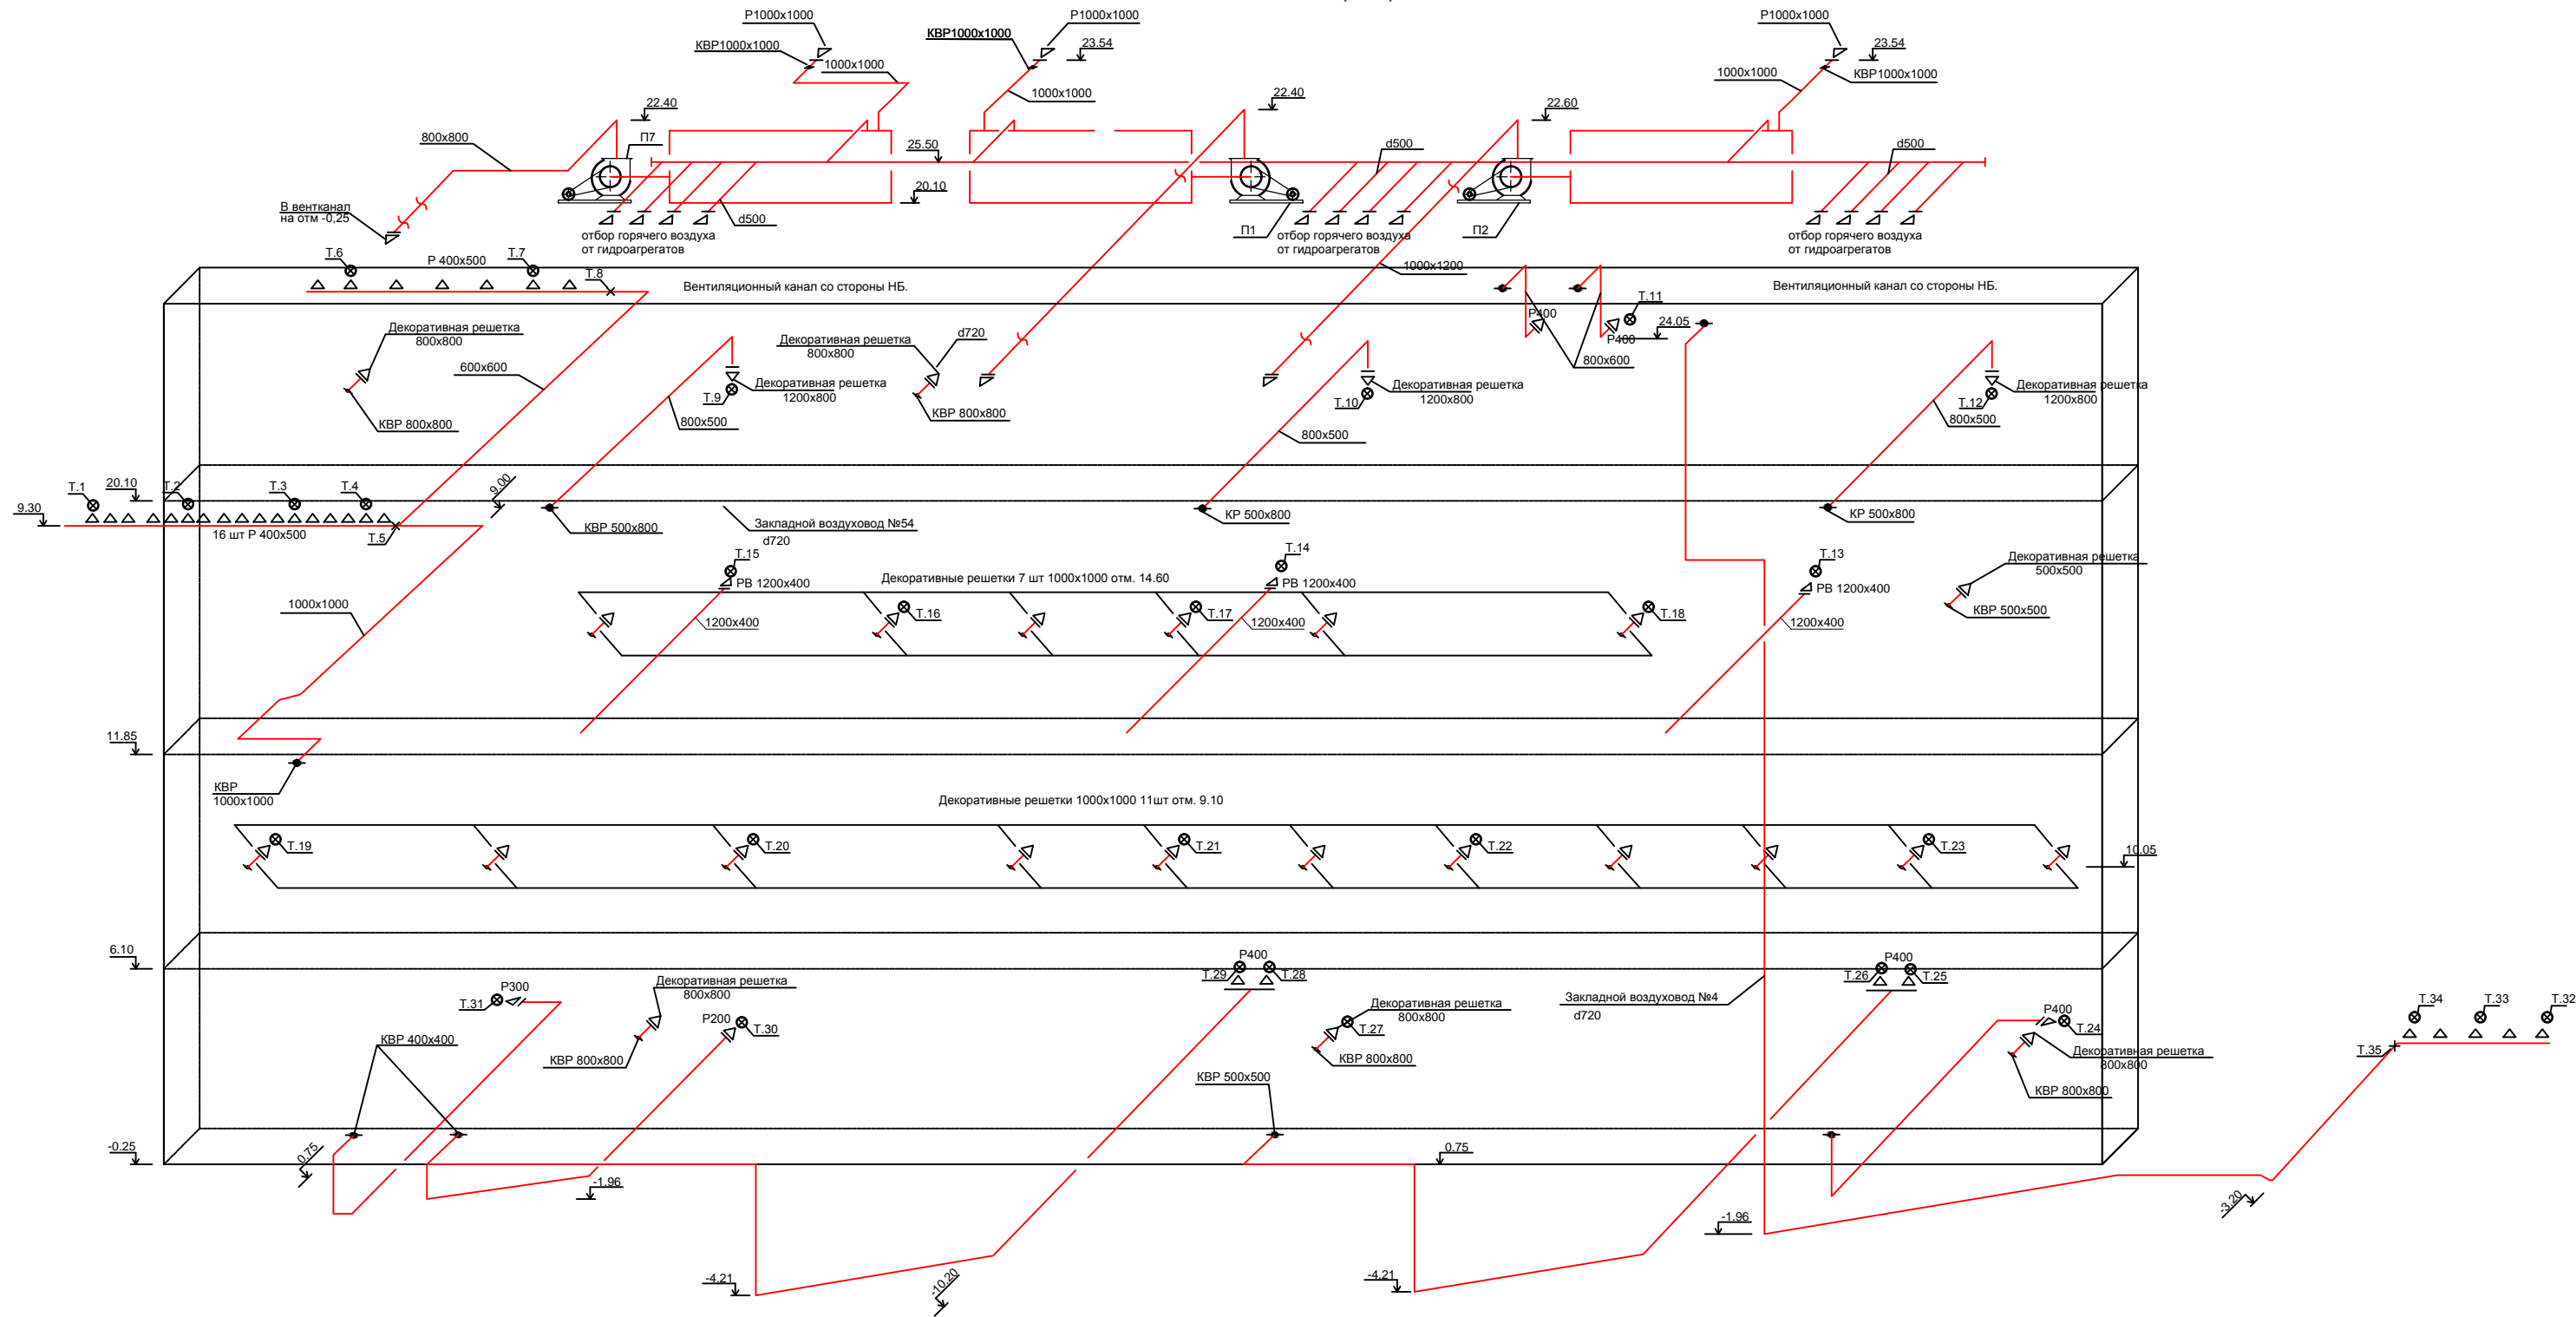 Р1000х1000
КВР1000х1000
1000х1000
КВР1000х1000
Р1000х1000
23.54
1000х1000
Р1000х1000
23.54
1000х1000
КВР1000х1000
22.40
П7
800х800
25.50
20.10
22.40
22.60
d500
d500
d500
В вентканал
на отм -0,25
отбор горячего воздуха
от гидроагрегатов
П1
отбор горячего воздуха
от гидроагрегатов
П2
отбор горячего воздуха
от гидроагрегатов
1000х1200
Т.6
Р 400х500
Т.7
Т.8
Вентиляционный канал со стороны НБ.
Вентиляционный канал со стороны НБ.
Т.11
Р400
Р400
24.05
800х600
Декоративная решетка
800х800
КВР 800х800
600х600
Декоративная решетка
1200х800
Т.9
800х500
Декоративная решетка
800х800
d720
КВР 800х800
Декоративная решетка
1200х800
Т.10
800х500
Декоративная решетка
1200х800
Т.12
800х500
Т.1
20.10
Т.2
Т.3
Т.4
9.00
9.30
16 шт Р 400х500
Т.5
КВР 500х800
Закладной воздуховод №54
d720
КР 500х800
КР 500х800
Т.15
РВ 1200х400
Декоративные решетки 7 шт 1000х1000 отм. 14.60
Т.14
РВ 1200х400
Т.13
РВ 1200х400
Декоративная решетка
500х500
КВР 500х500
1000х1000
1200х400
Т.16
Т.17
1200х400
Т.18
1200х400
11.85
КВР
1000х1000
Декоративные решетки 1000х1000 11шт отм. 9.10
Т.19
Т.20
Т.21
Т.22
Т.23
10.05
6.10
Т.31
Р300
Декоративная решетка
800х800
Р200
Т.30
КВР 800х800
КВР 400х400
Р400
Т.29
Т.28
Декоративная решетка
800х800
Т.27
КВР 800х800
КВР 500х500
Закладной воздуховод №4
d720
Р400
Т.26
Т.25
Р400
Т.24
Декоративная решетка
800х800
КВР 800х800
Т.34
Т.33
Т.32
Т.35
-0.25
0.75
-1.96
0.75
-4.21
-10.20
-4.21
-1.96
-3.20